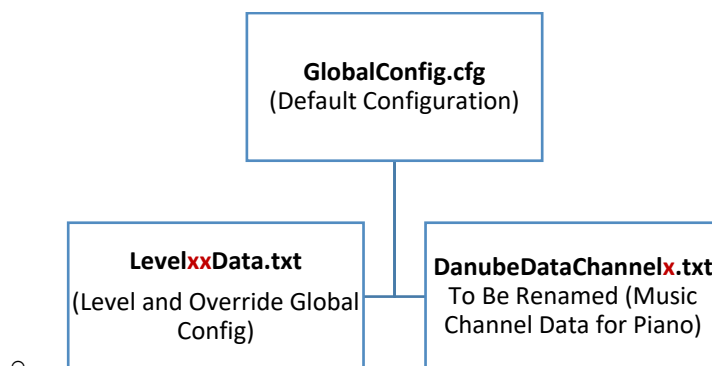 GlobalConfig.cfg
(Default Configuration)
LevelxxData.txt
(Level and Override Global
Config)
DanubeDataChannelx.txt
To Be Renamed (Music
Channel Data for Piano)